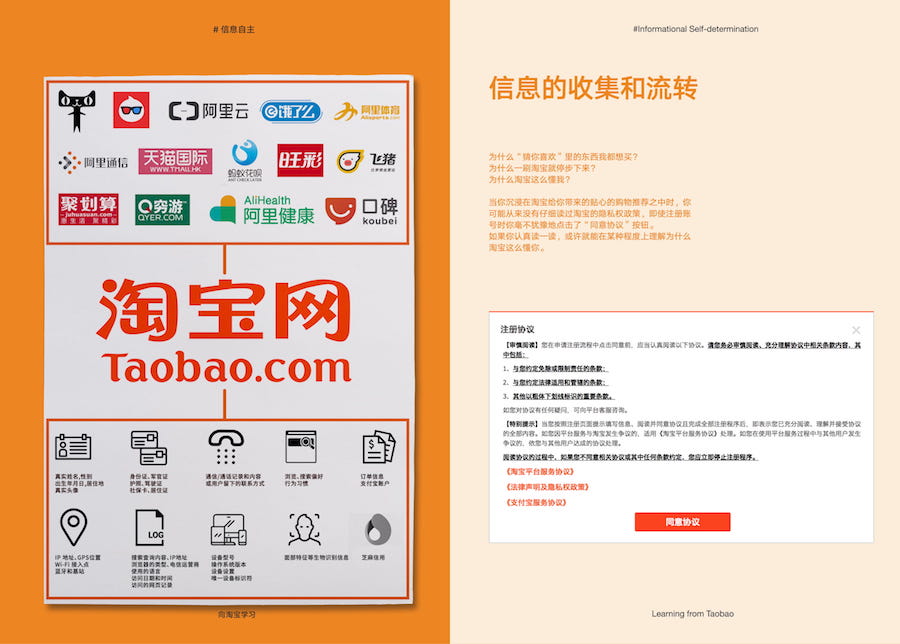 # 信息自主
阿里云
饿了么
阿里体育
Alisports.com
阿里通信
天猫国际
WWW.TMALL.HK
蚂蚁花呗
ANT CHECK LATER
旺彩
飞猪
聚划算
juhuasuan.com
惠生活 聚精彩
Q穷游
QYER.COM
AliHealth
阿里健康
口碑
koubei
淘宝网
Taobao.com
真实姓名,性别
出生年月日,居住地
真实头像
身份证、军官证
护照、驾驶证
社保卡、居住证
通信/通话记录和内容
或用户留下的联系方式
浏览、搜索偏好
行为习惯
订单信息
支付宝账户
IP 地址、GPS位置
Wi-Fi 接入点
蓝牙和基站
LOG
搜索查询内容、IP地址
浏览器的类型、电信运营商
使用的语言
访问日期和时间
访问的网页记录
设备型号
操作系统版本
设备设置
唯一设备标识符
面部特征等生物识别信息
芝麻信用
向淘宝学习
#Informational Self-determination
信息的收集和流转
为什么“猜你喜欢”里的东西我都想买？
为什么一刷淘宝就停步下来？
为什么淘宝这么懂我？
当你沉浸在淘宝给你带来的贴心的购物推荐之中时，你
可能从来没有仔细读过淘宝的隐私权政策，即使注册账
号时你毫不犹豫地点击了“同意协议”按钮。
如果你认真读一读，或许就能在某种程度上理解为什么
淘宝这么懂你。
注册协议
【审慎阅读】您在申请注册流程中点击同意前，应当认真阅读以下协议。请您务必审慎阅读、充分理解协议中相关条款内容，其
中包括：
1、与您约定免除或限制责任的条款；
2、与您约定法律适用和管辖的条款；
3、其他以粗体下划线标识的重要条款。
如您对协议有任何疑问，可向平台客服咨询。
【特别提示】当您按照注册页面提示填写信息、阅读并同意协议且完成全部注册程序后，即表示您已充分阅读、理解并接受协议
的全部内容。如您因平台服务与淘宝发生争议的，适用《淘宝平台服务协议》处理。如您在使用平台服务过程中与其他用户发生
争议的，依您与其他用户达成的协议处理。
阅读协议的过程中，如果您不同意相关协议或其中任何条款约定，您应立即停止注册程序。
《淘宝平台服务协议》
《法律声明及隐私权政策》
《支付宝服务协议》
同意协议
Learning from Taobao